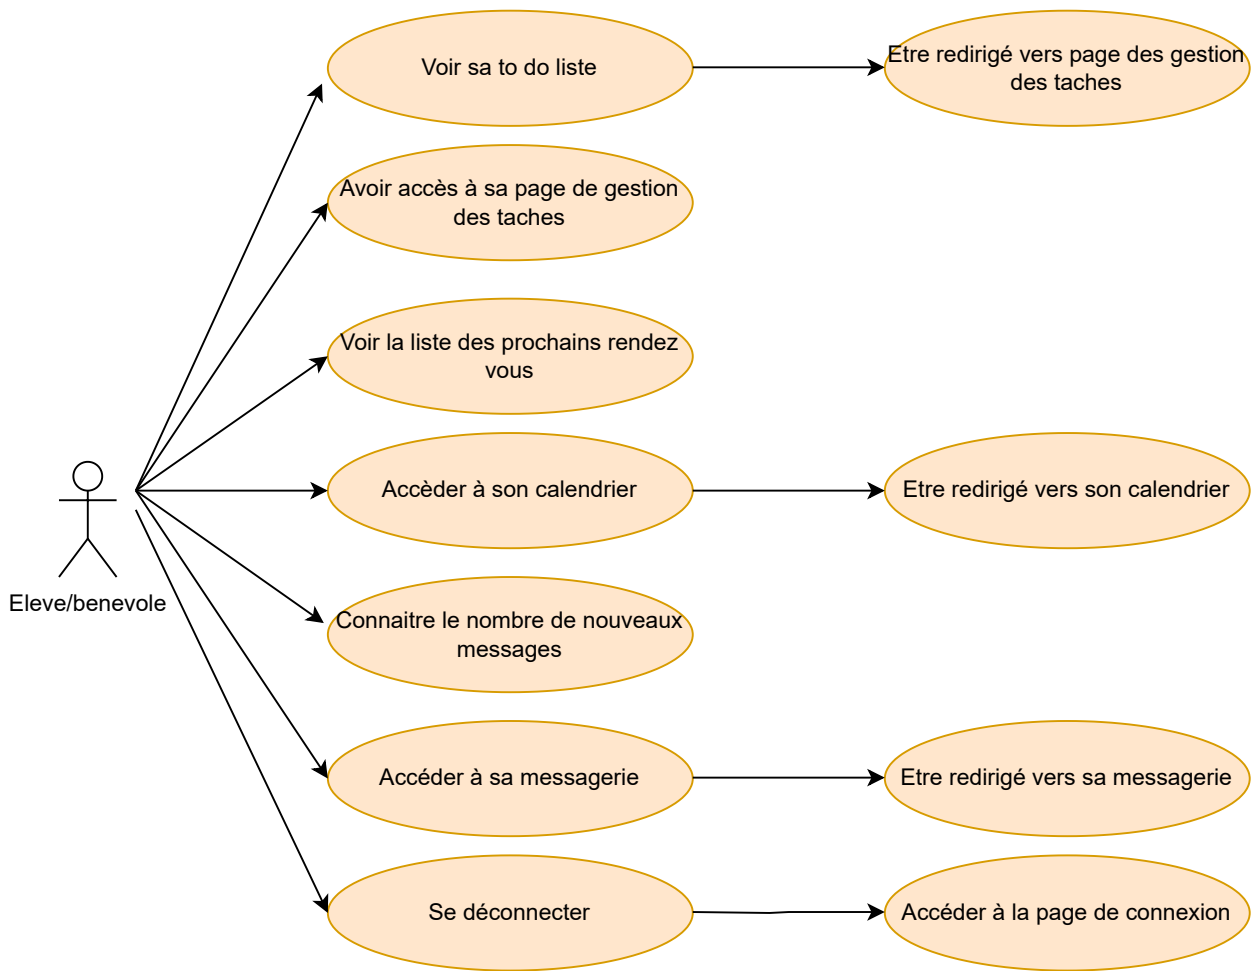 Voir sa to do liste
Etre redirigé vers page des gestion
des taches
Avoir accès à sa page de gestion
des taches
Voir la liste des prochains rendez
vous
Accèder à son calendrier
Etre redirigé vers son calendrier
Eleve/benevole
Connaitre le nombre de nouveaux
messages
Accéder à sa messagerie
Etre redirigé vers sa messagerie
Se déconnecter
Accéder à la page de connexion